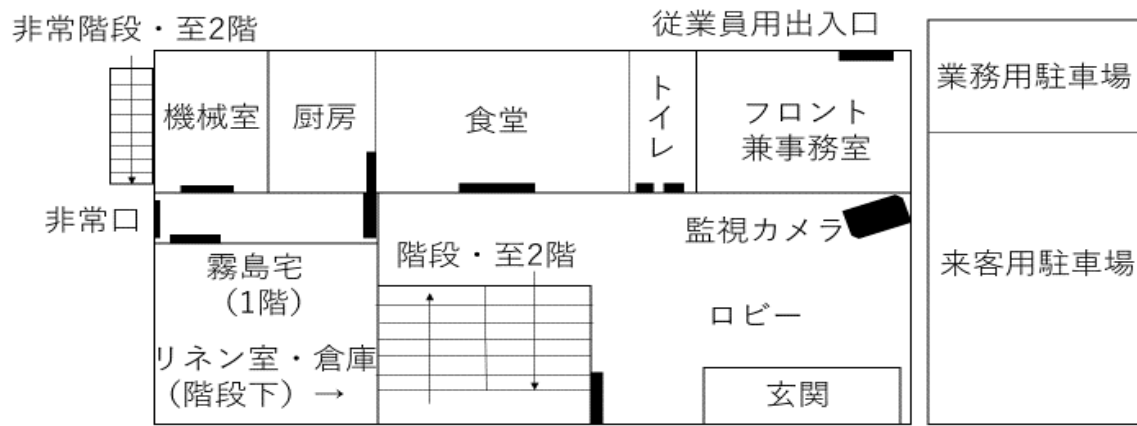 非常階段・至2階
従業員用出入口
業務用駐車場
機械室
厨房
食堂
トイレ
フロント
兼事務室
非常口
監視カメラ
来客用駐車場
霧島宅
（1階）
階段・至2階
ロビー
リネン室・倉庫
（階段下）→
玄関